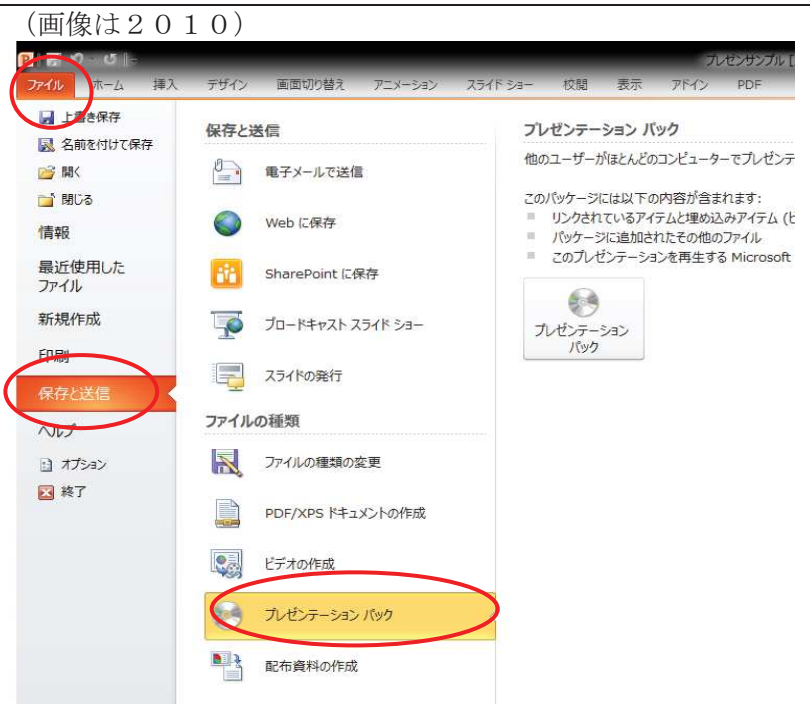 (画像は２０１０)
プレゼンサンプル [
ファイル ホーム 挿入 デザイン 画面切り替え アニメーション スライド ショー 校閲 表示 アドイン PDF
上書き保存
名前を付けて保存
開く
閉じる
情報
最近使用した
ファイル
新規作成
印刷
保存と送信
ヘルプ
オプション
終了
保存と送信
電子メールで送信
Web に保存
SharePoint に保存
ブロードキャスト スライド ショー
スライドの発行
ファイルの種類
ファイルの種類の変更
PDF/XPS ドキュメントの作成
ビデオの作成
プレゼンテーション パック
配布資料の作成
プレゼンテーション パック
他のユーザーがほとんどのコンピューターでプレゼンテ
このパッケージには以下の内容が含まれます:
リンクされているアイテムと埋め込みアイテム (ビ
パッケージに追加されたその他のファイル
このプレゼンテーションを再生する Microsoft
プレゼンテーション
パック